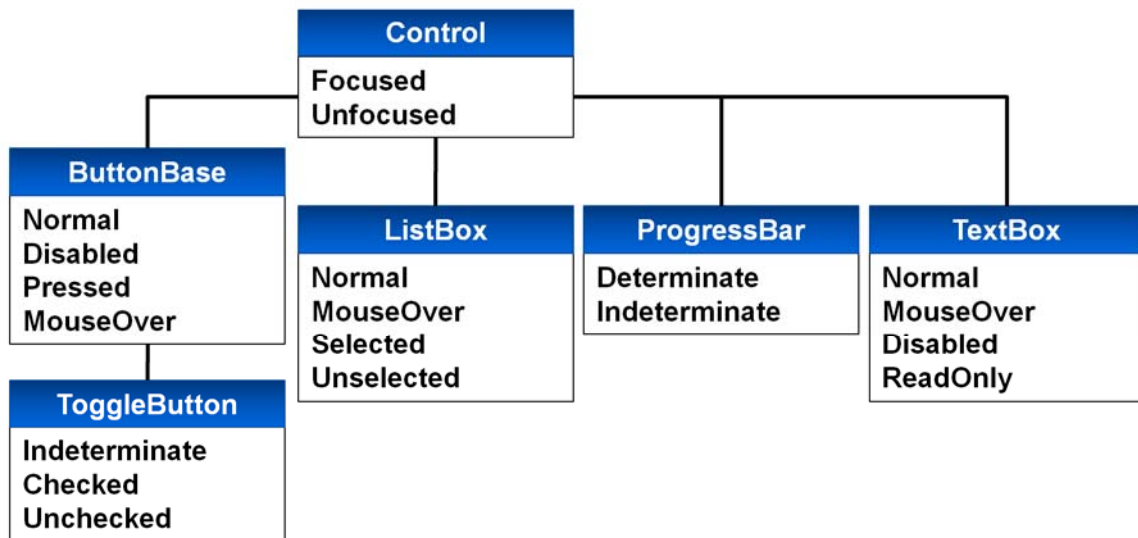 Control
Focused
Unfocused
ButtonBase
Normal
Disabled
Pressed
MouseOver
ToggleButton
Indeterminate
Checked
Unchecked
ListBox
Normal
MouseOver
Selected
Unselected
ProgressBar
Determinate
Indeterminate
TextBox
Normal
MouseOver
Disabled
ReadOnly